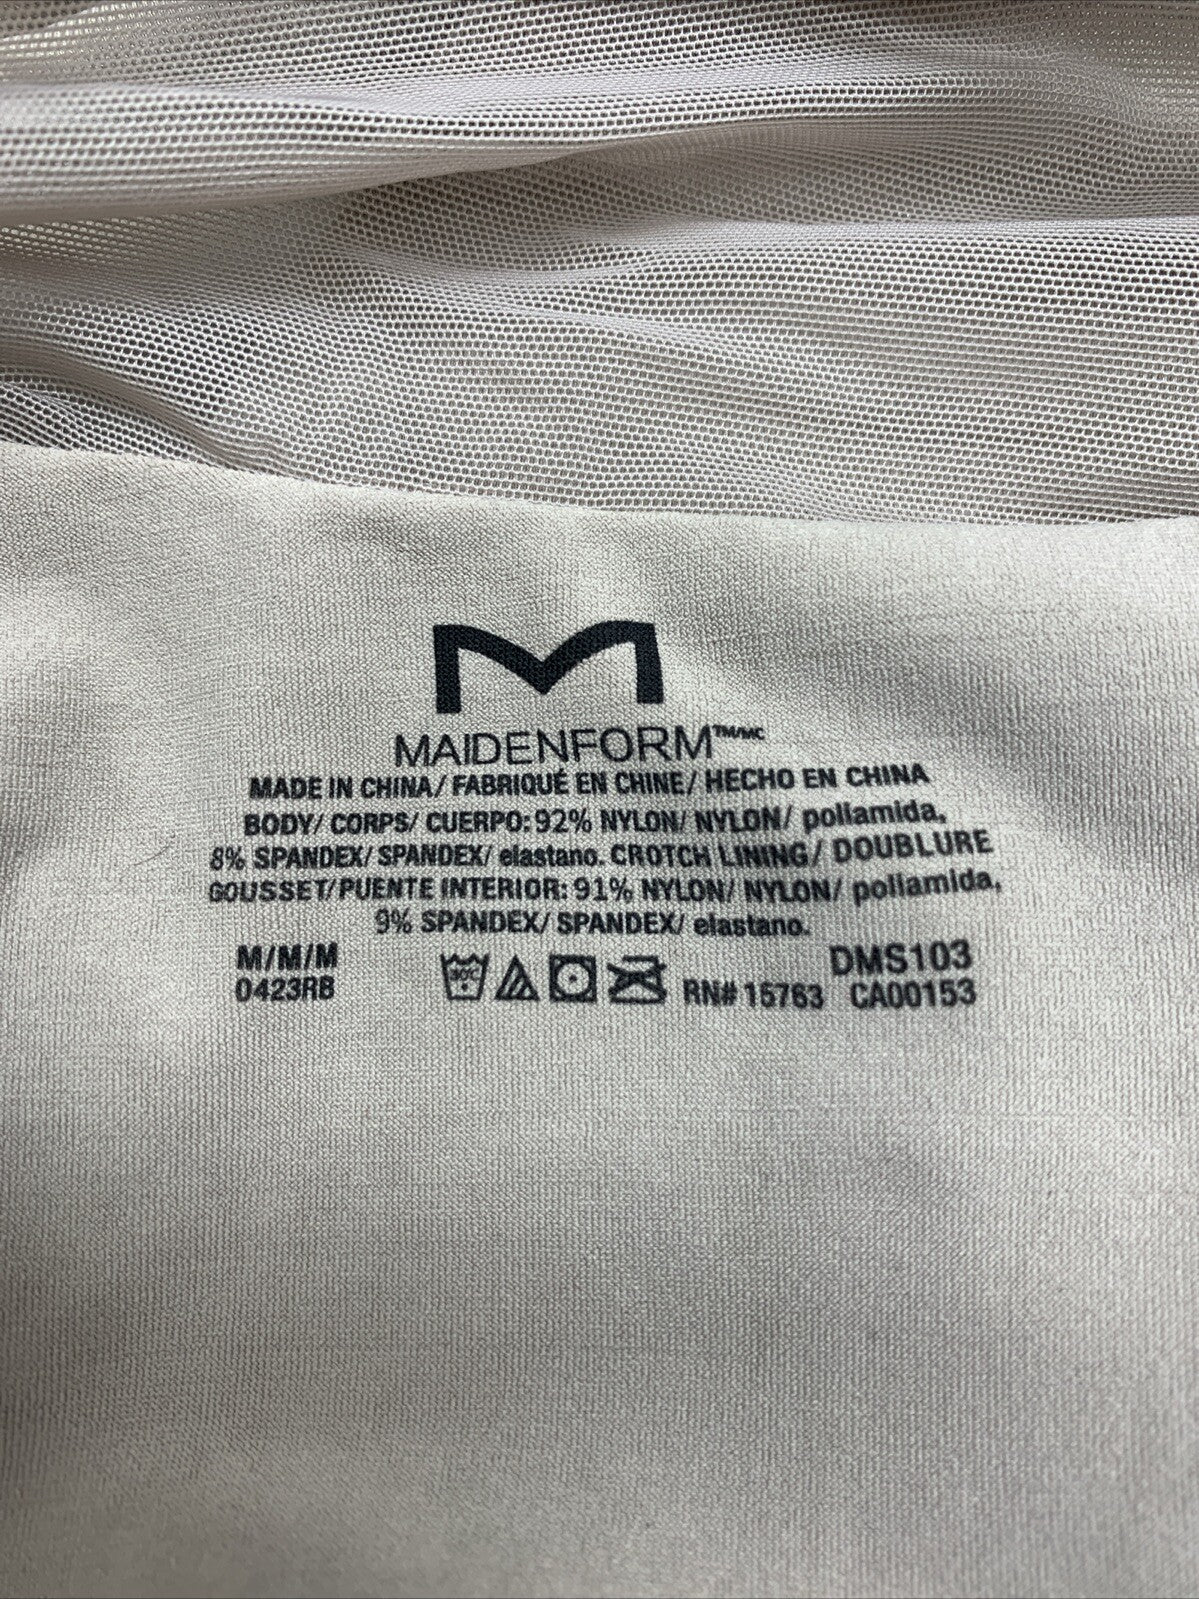 MAIDENFORM™/MC
MADE IN CHINA/ FABRIQUÉ EN CHINE/ HECHO EN CHINA
BODY/ CORPS/ CUERPO: 92% NYLON/ NYLON/ poliamida,
8% SPANDEX/ SPANDEX/ elastano. CROTCH LINING/ DOUBLURE
GOUSSET/PUENTE INTERIOR: 91% NYLON/ NYLON/ poliamida,
9% SPANDEX/ SPANDEX/ elastano.
M/M/M DMS103
0423RB 30°C RN# 15763 CA00153